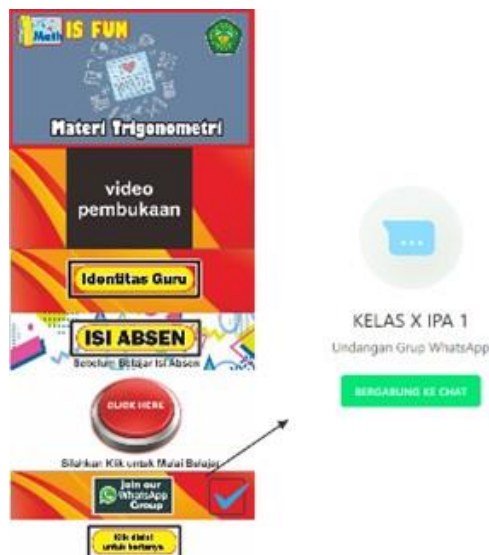 Math IS FUN
Materi Trigonometri
video
pembukaan
Identitas Guru
ISI ABSEN
Sebelum Belajar Isi Absen
CLICK HERE
Silahkan Klik untuk Mulai Belajar
Join our
WhatsApp
Group
Klik disini
untuk bertanya
KELAS X IPA 1
Undangan Grup WhatsApp
BERGABUNG KE CHAT